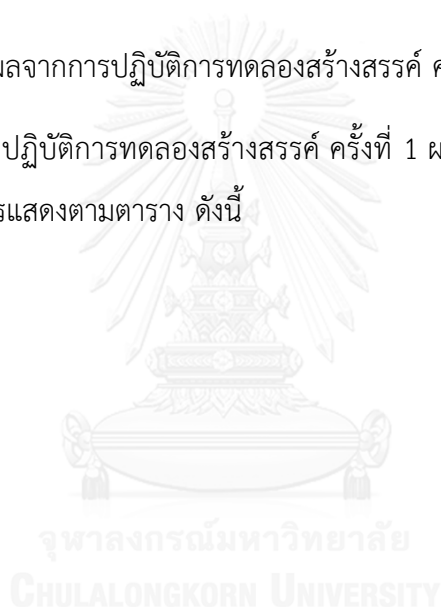 ผลจากการปฏิบัติการทดลองสร้างสรรค์ ค
ปฏิบัติการทดลองสร้างสรรค์ ครั้งที่ 1 ผ
รแสดงตามตาราง ดังนี้
จุฬาลงกรณ์มหาวิทยาลัย
CHULALONGKORN UNIVERSITY